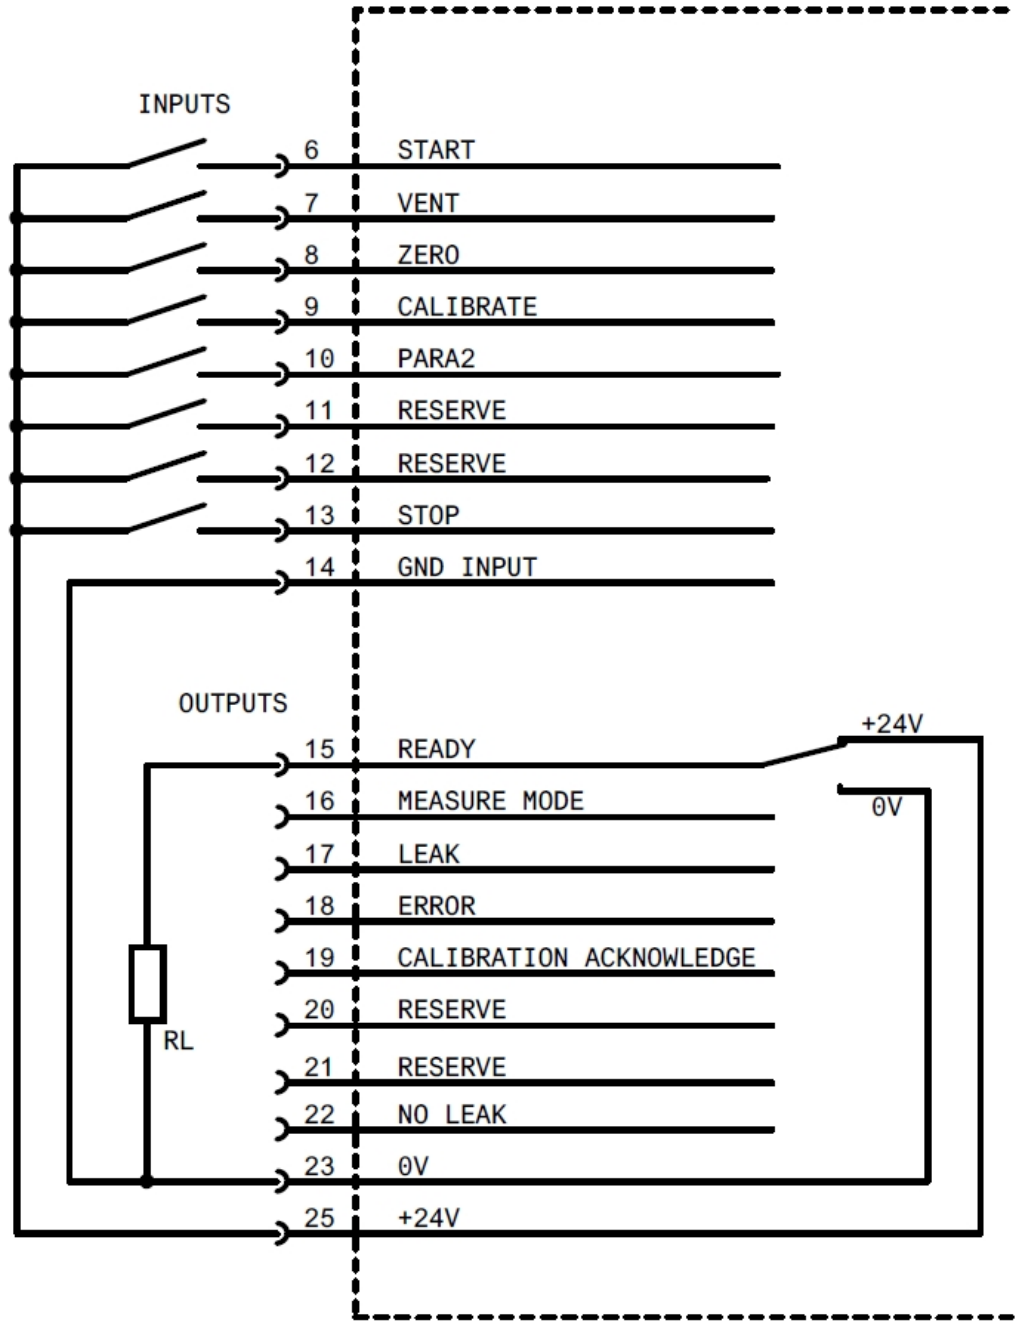 INPUTS
6 START
7 VENT
8 ZERO
9 CALIBRATE
10 PARA2
11 RESERVE
12 RESERVE
13 STOP
14 GND INPUT
OUTPUTS
+24V
15 READY
16 MEASURE MODE
0V
17 LEAK
18 ERROR
19 CALIBRATION ACKNOWLEDGE
20 RESERVE
RL
21 RESERVE
22 NO LEAK
23 0V
25 +24V